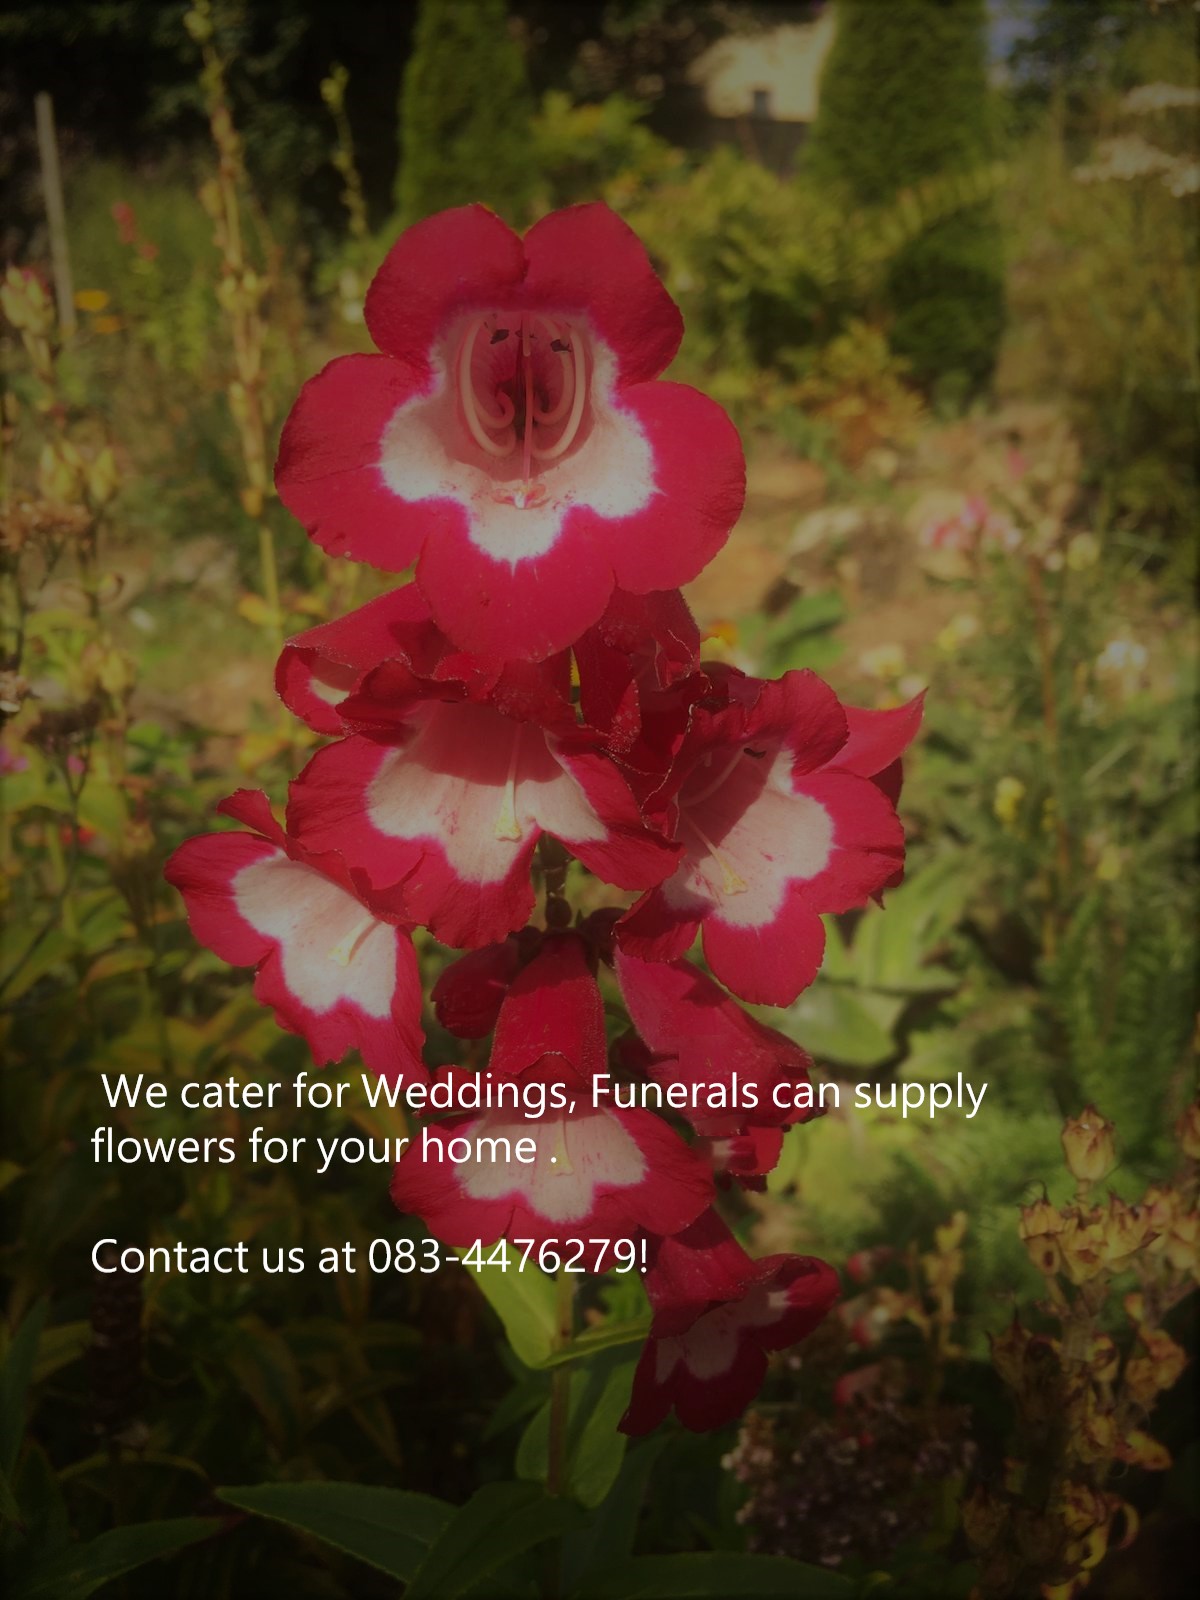 We cater for Weddings, Funerals can supply
flowers for your home .
Contact us at 083-4476279!